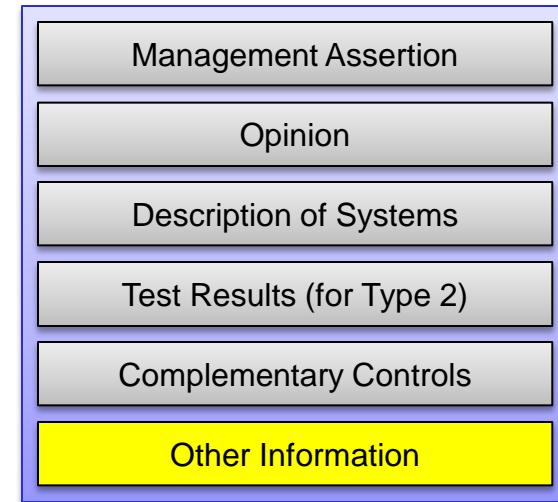 Management Assertion
Opinion
Description of Systems
Test Results (for Type 2)
Complementary Controls
Other Information